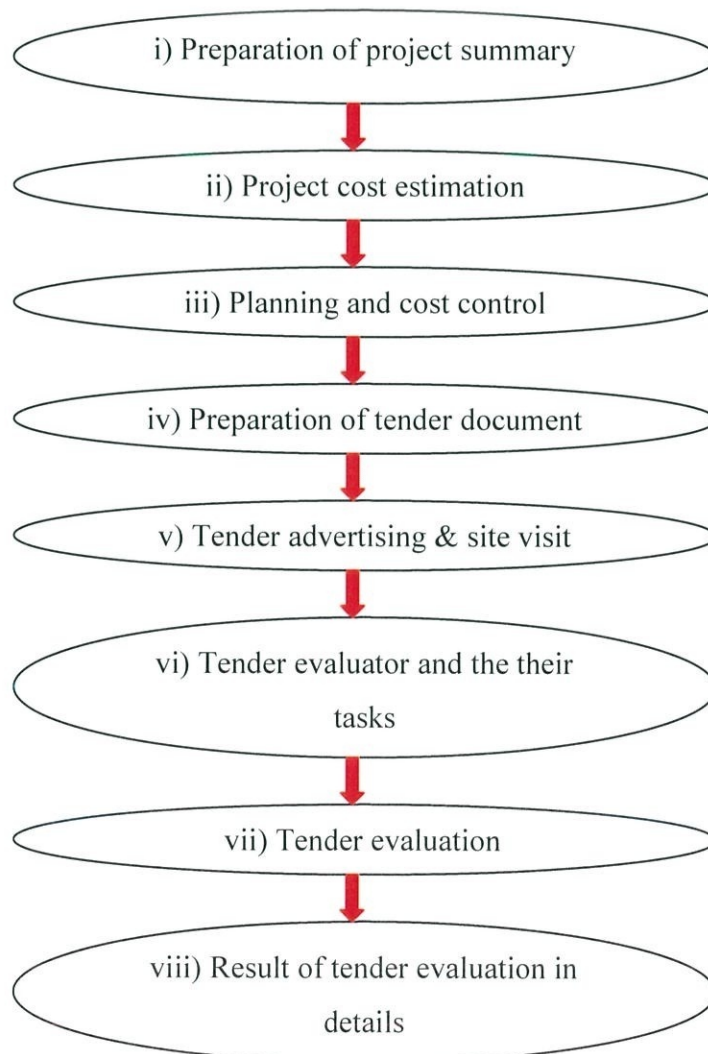 i) Preparation of project summary
ii) Project cost estimation
iii) Planning and cost control
iv) Preparation of tender document
v) Tender advertising & site visit
vi) Tender evaluator and the their
tasks
vii) Tender evaluation
viii) Result of tender evaluation in
details